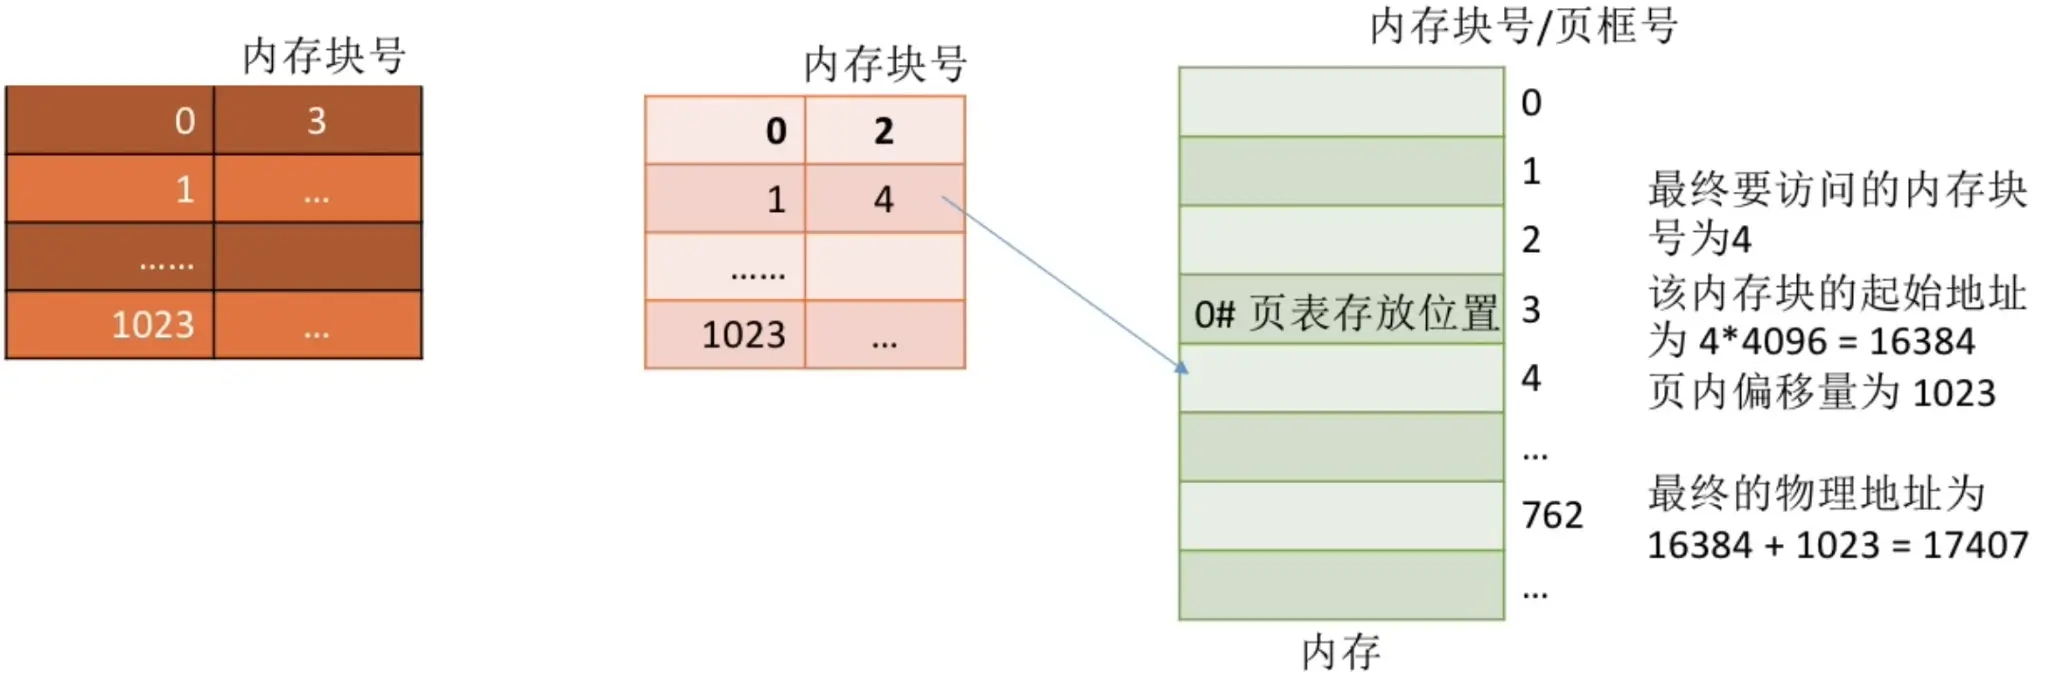 内存块号
0 3
1 ...
......
1023 ...
内存块号
0 2
1 4
......
1023 ...
内存块号/页框号
0
1
2
0# 页表存放位置 3
4
...
762
...
内存
最终要访问的内存块
号为4
该内存块的起始地址
为 4*4096 = 16384
页内偏移量为 1023
最终的物理地址为
16384 + 1023 = 17407